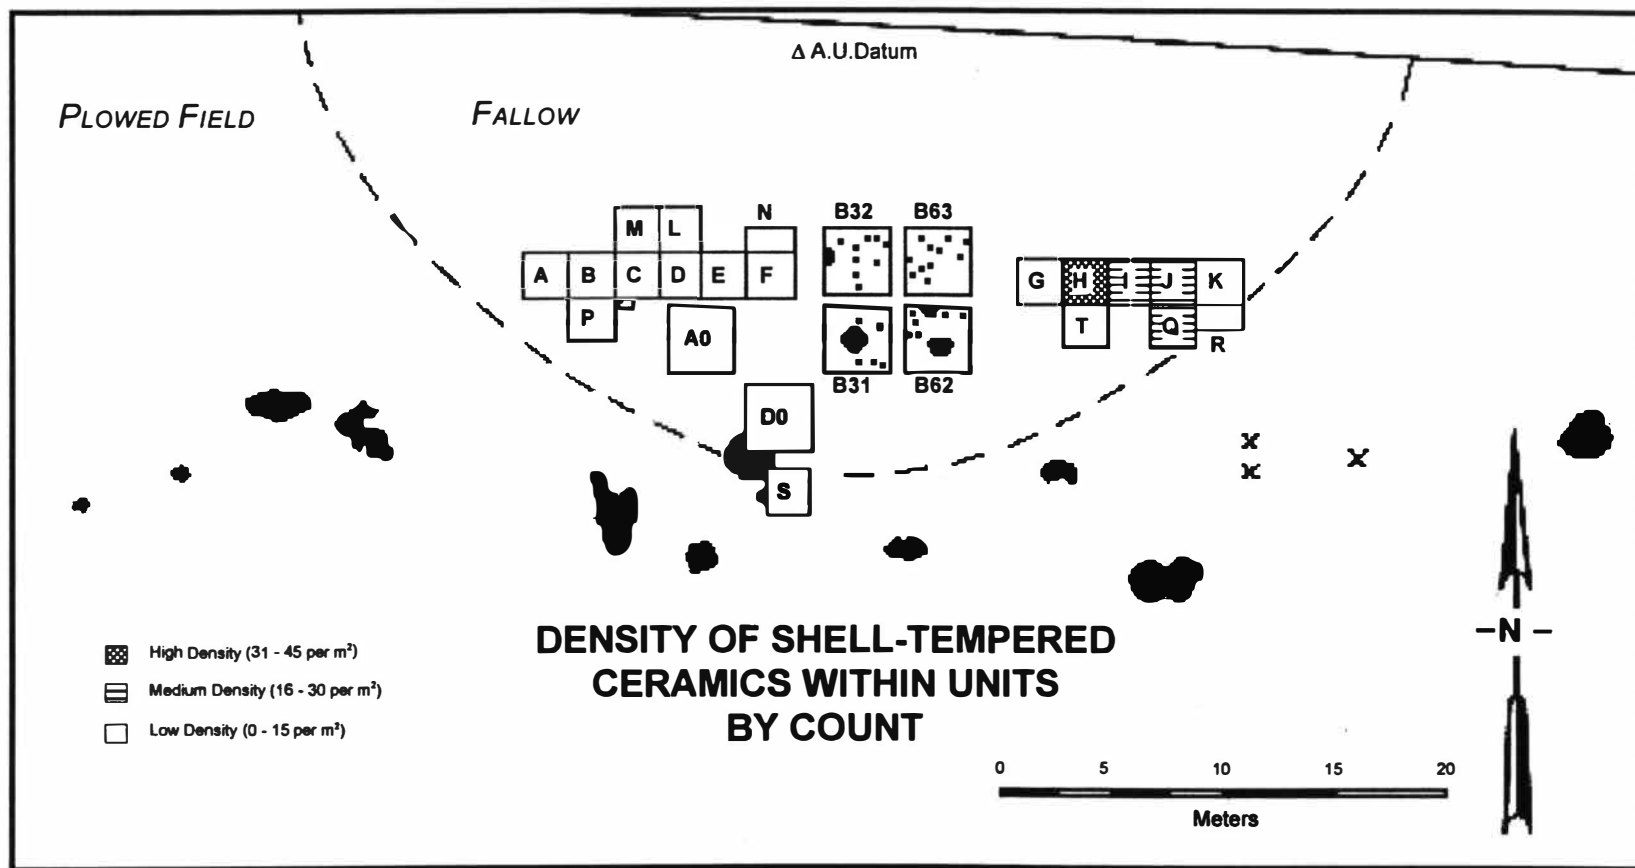 Δ A.U.Datum
PLOWED FIELD
FALLOW
N
B32
B63
M L
A B C D E F
G H I J K
P
A0
T
Q
R
B31
B62
D0
x
x
x
S
High Density (31 - 45 per m²)
Medium Density (16 - 30 per m²)
Low Density (0 - 15 per m²)
DENSITY OF SHELL-TEMPERED
CERAMICS WITHIN UNITS
BY COUNT
-N-
0 5 10 15 20
Meters